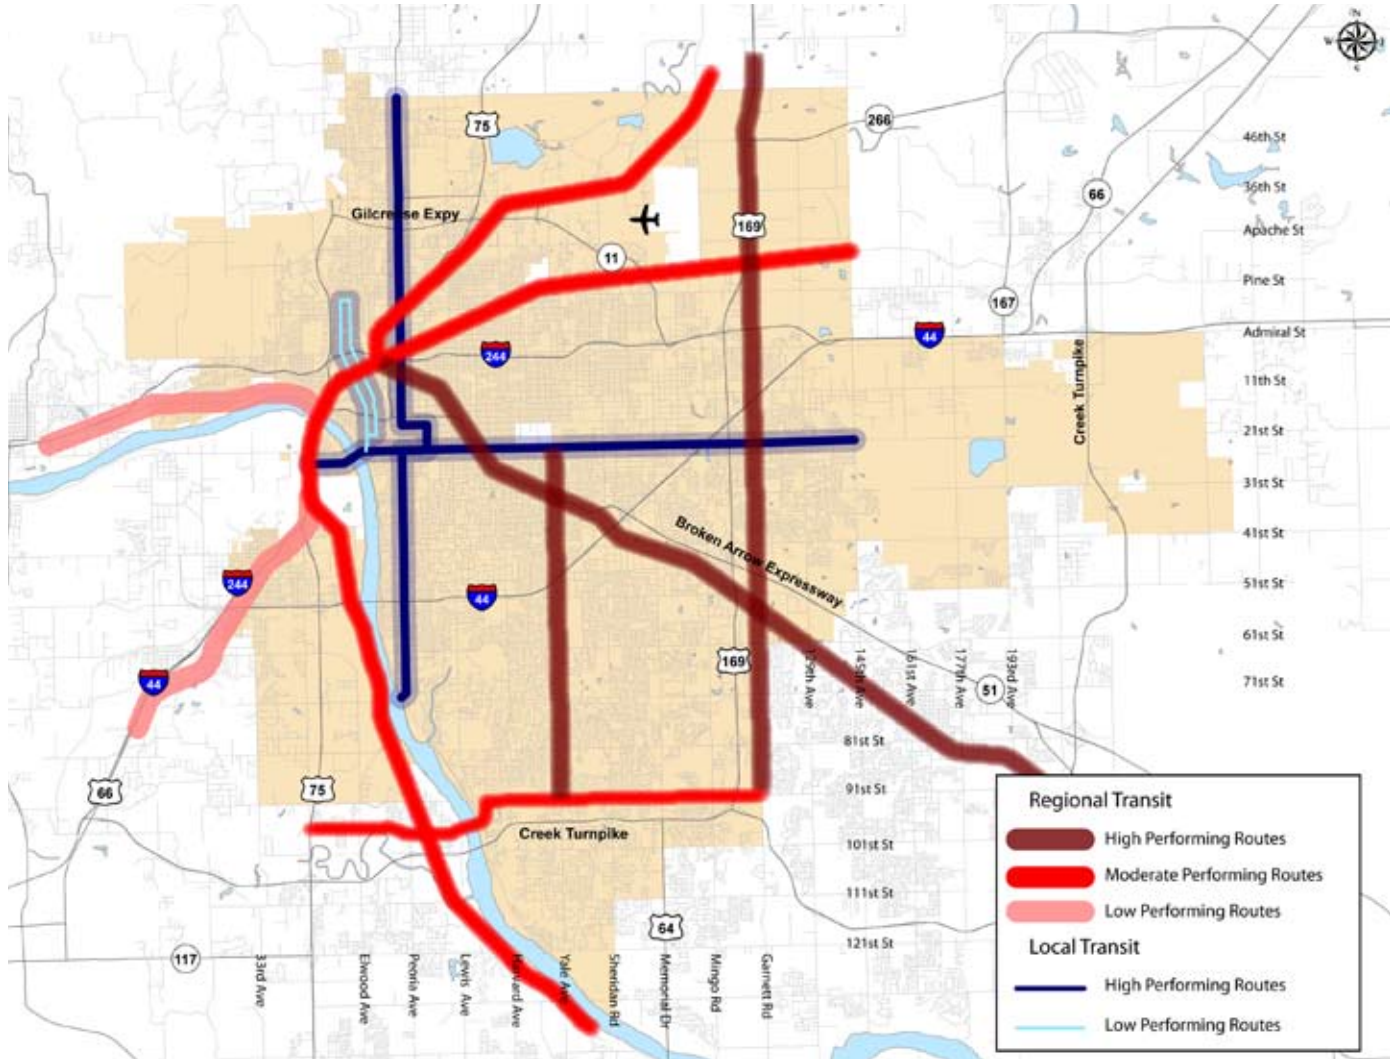 N
W
75
266
46th St
36th St
66
Gilcrease Expy
169
Apache St
11
Pine St
167
Admiral St
44
244
Creek Turnpike
11th St
21st St
31st St
Broken Arrow Expressway
41st St
244
51st St
44
61st St
169
129th Ave
145th Ave
161st Ave
177th Ave
193rd Ave
44
71st St
51
81st St
66
75
91st St
Creek Turnpike
101st St
111st St
64
121st St
117
33rd Ave
Elwood Ave
Peoria Ave
Lewis Ave
Harvard Ave
Yale Ave
Sheridan Rd
Memorial Dr
Mingo Rd
Garnett Rd
Regional Transit
High Performing Routes
Moderate Performing Routes
Low Performing Routes
Local Transit
High Performing Routes
Low Performing Routes